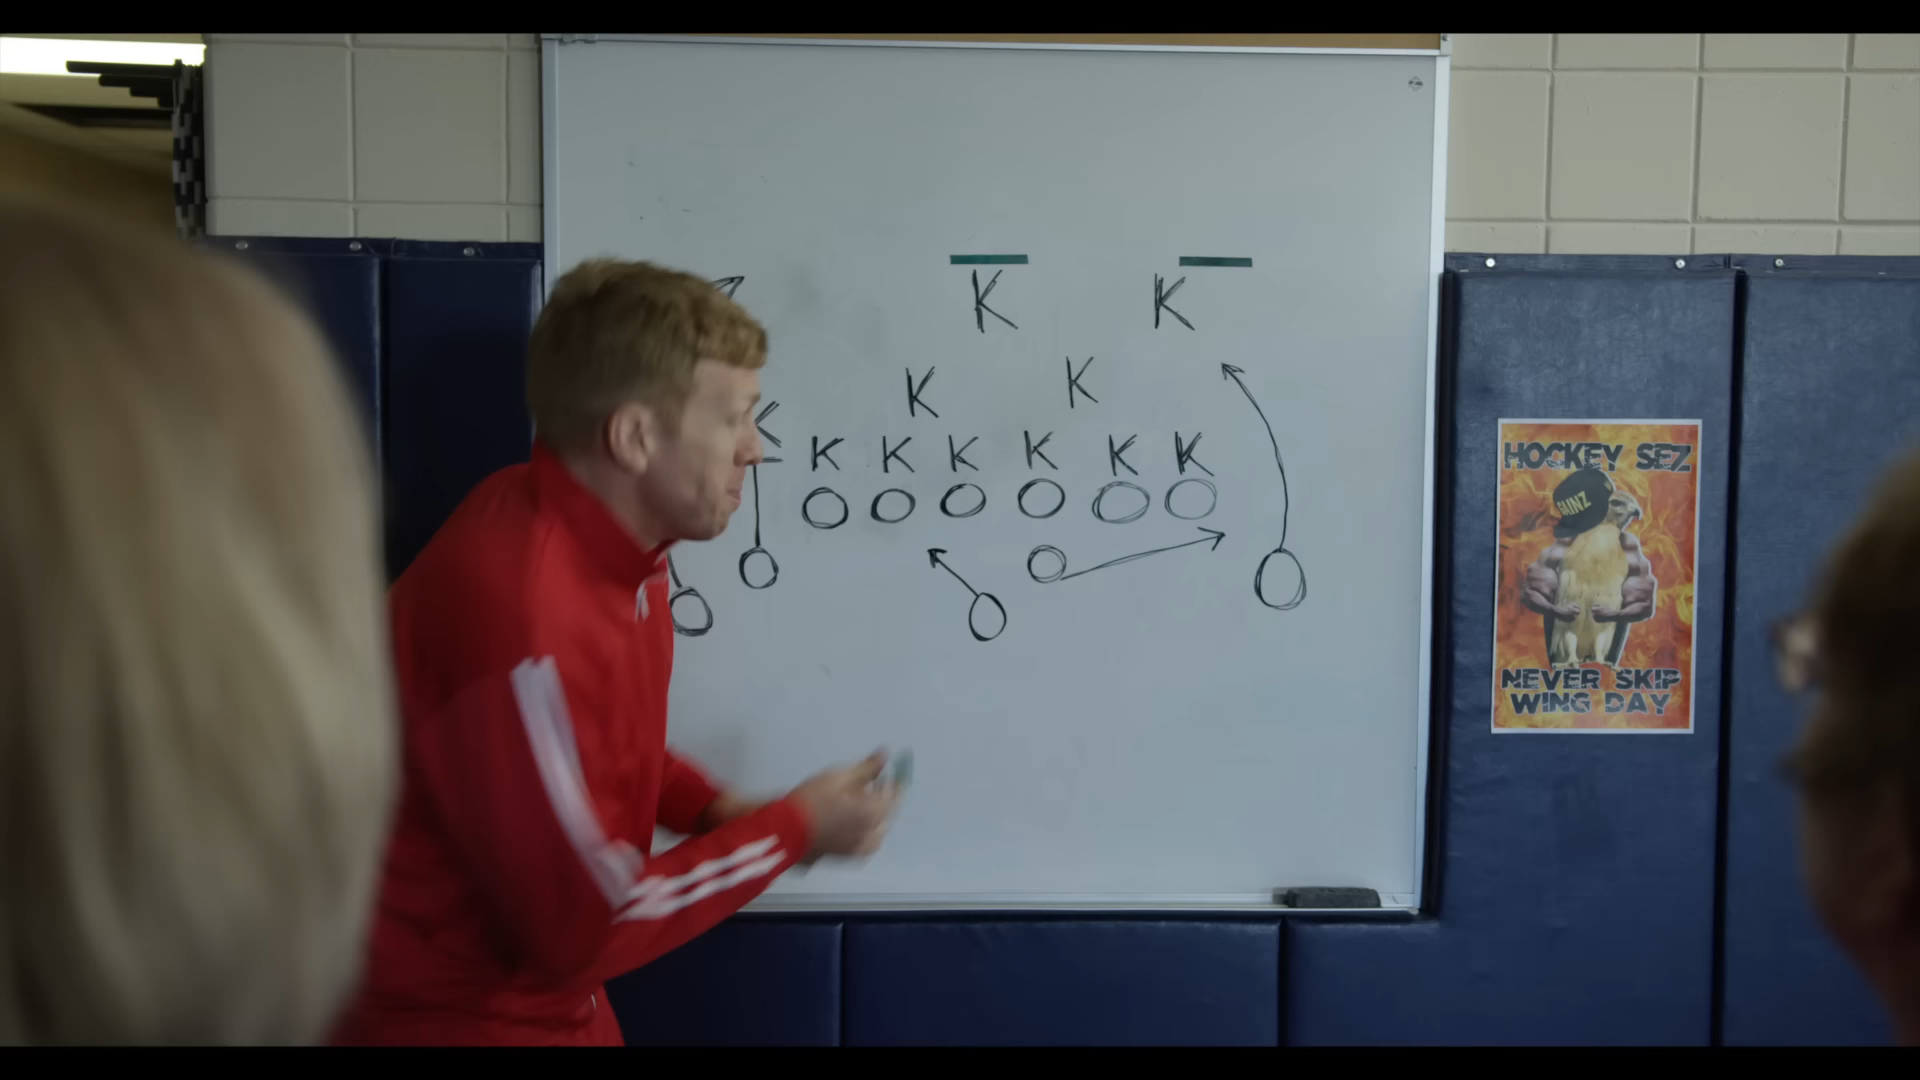 K K
K K
K
K K K K K K
O O O O O O
HOCKEY SEZ
GAINZ
NEVER SKIP
WING DAY